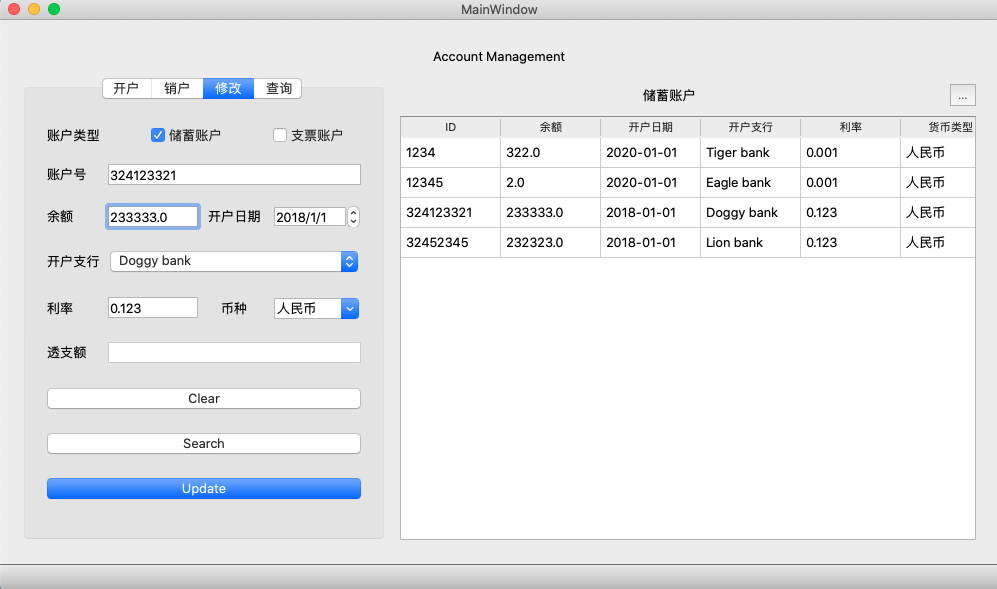 MainWindow
Account Management
开户 销户 修改 查询
账户类型 储蓄账户 支票账户
账户号 324123321
余额 233333.0 开户日期 2018/1/1
开户支行 Doggy bank
利率 0.123 币种 人民币
透支额
Clear
Search
Update
储蓄账户 ...
ID 余额 开户日期 开户支行 利率 货币类型
1234 322.0 2020-01-01 Tiger bank 0.001 人民币
12345 2.0 2020-01-01 Eagle bank 0.001 人民币
324123321 233333.0 2018-01-01 Doggy bank 0.123 人民币
32452345 232323.0 2018-01-01 Lion bank 0.123 人民币